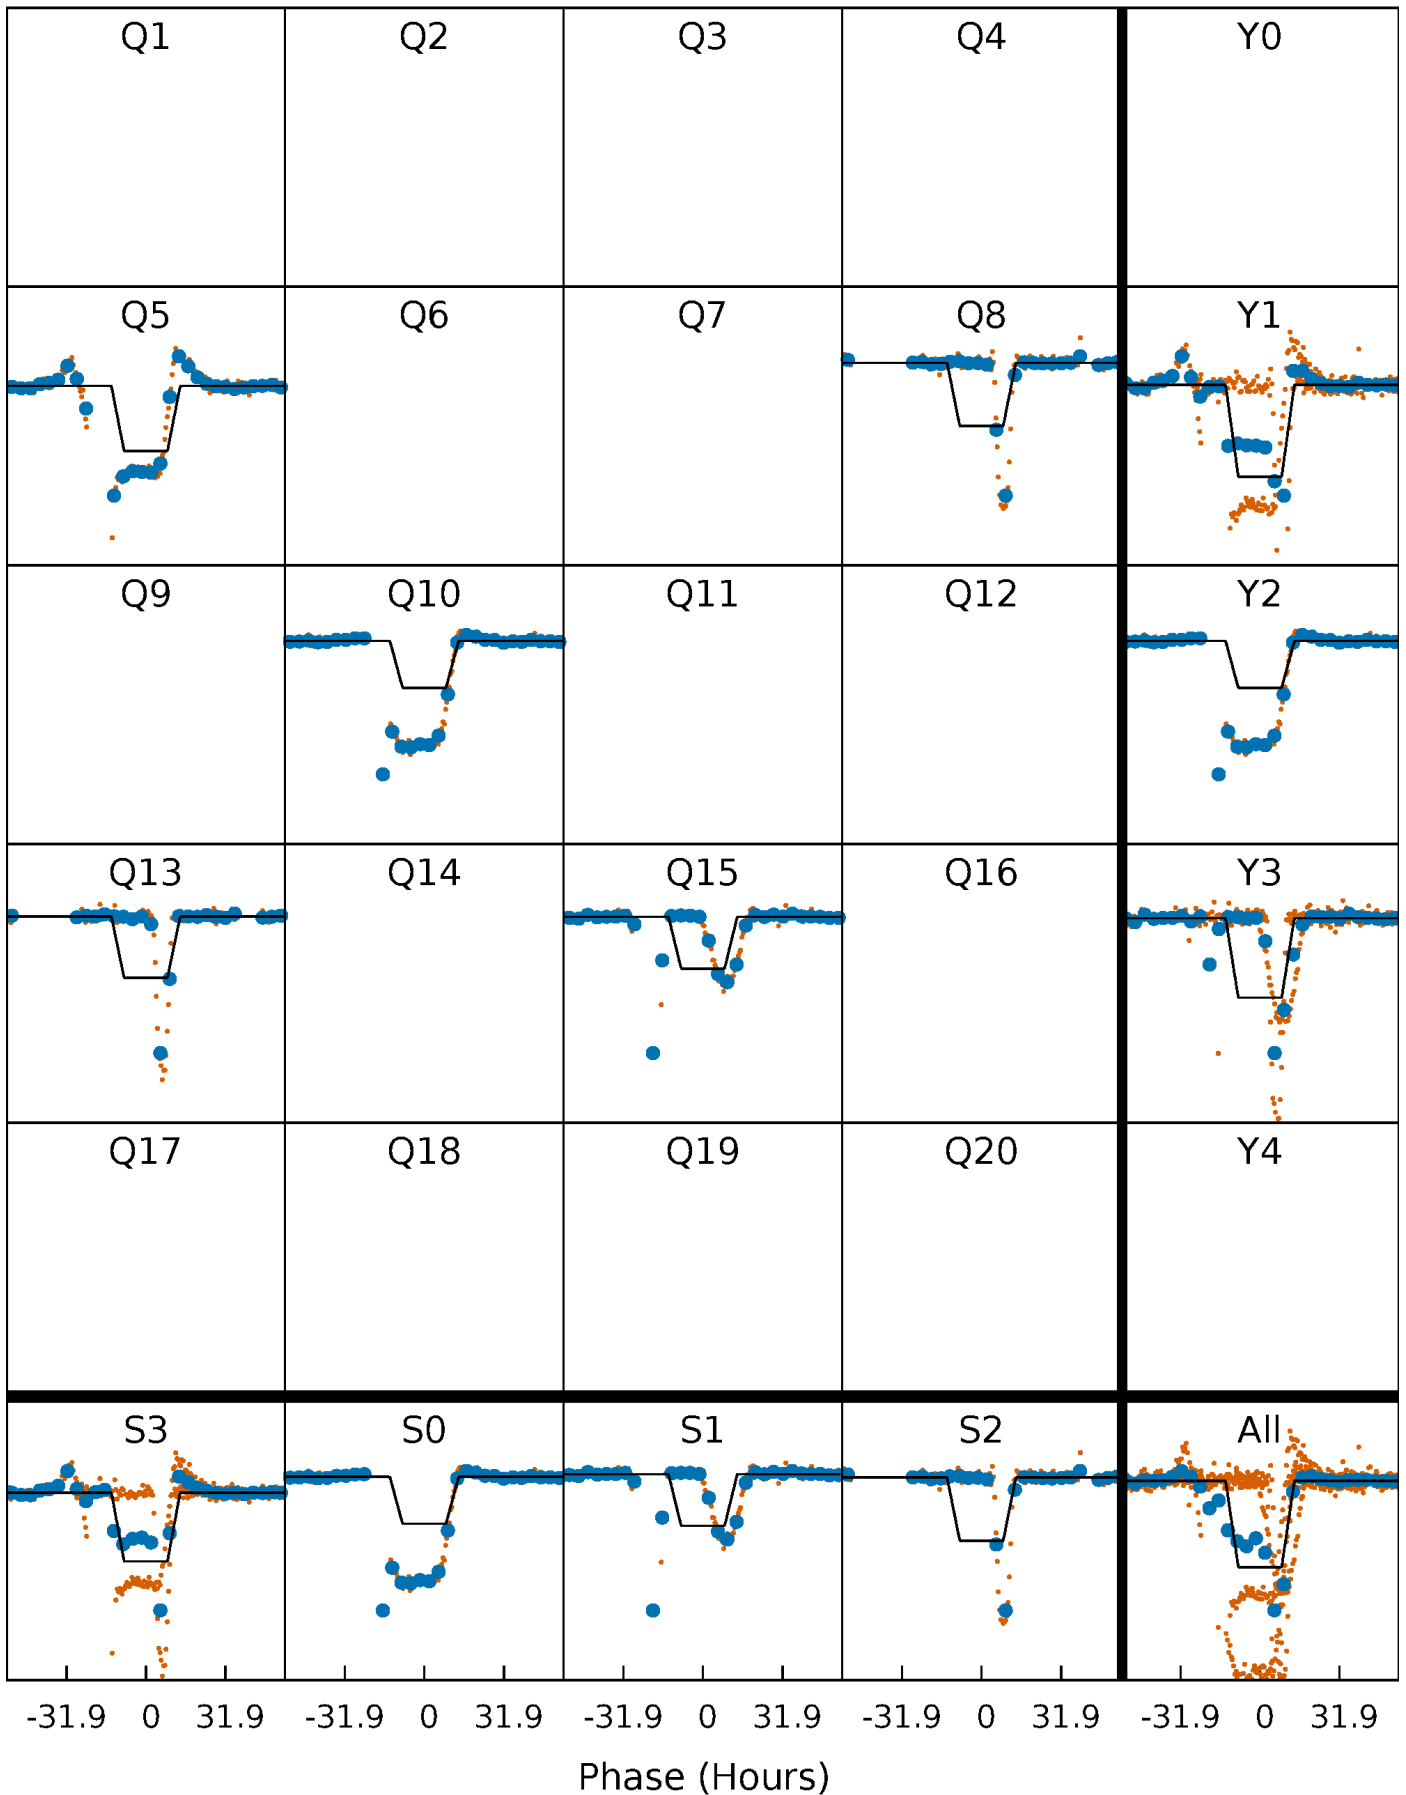 Q1 Q2 Q3 Q4 Y0
Q5 Q6 Q7 Q8 Y1
Q9 Q10 Q11 Q12 Y2
Q13 Q14 Q15 Q16 Y3
Q17 Q18 Q19 Q20 Y4
S3 S0 S1 S2 All
-31.9 0 31.9 -31.9 0 31.9 -31.9 0 31.9 -31.9 0 31.9 -31.9 0 31.9
Phase (Hours)